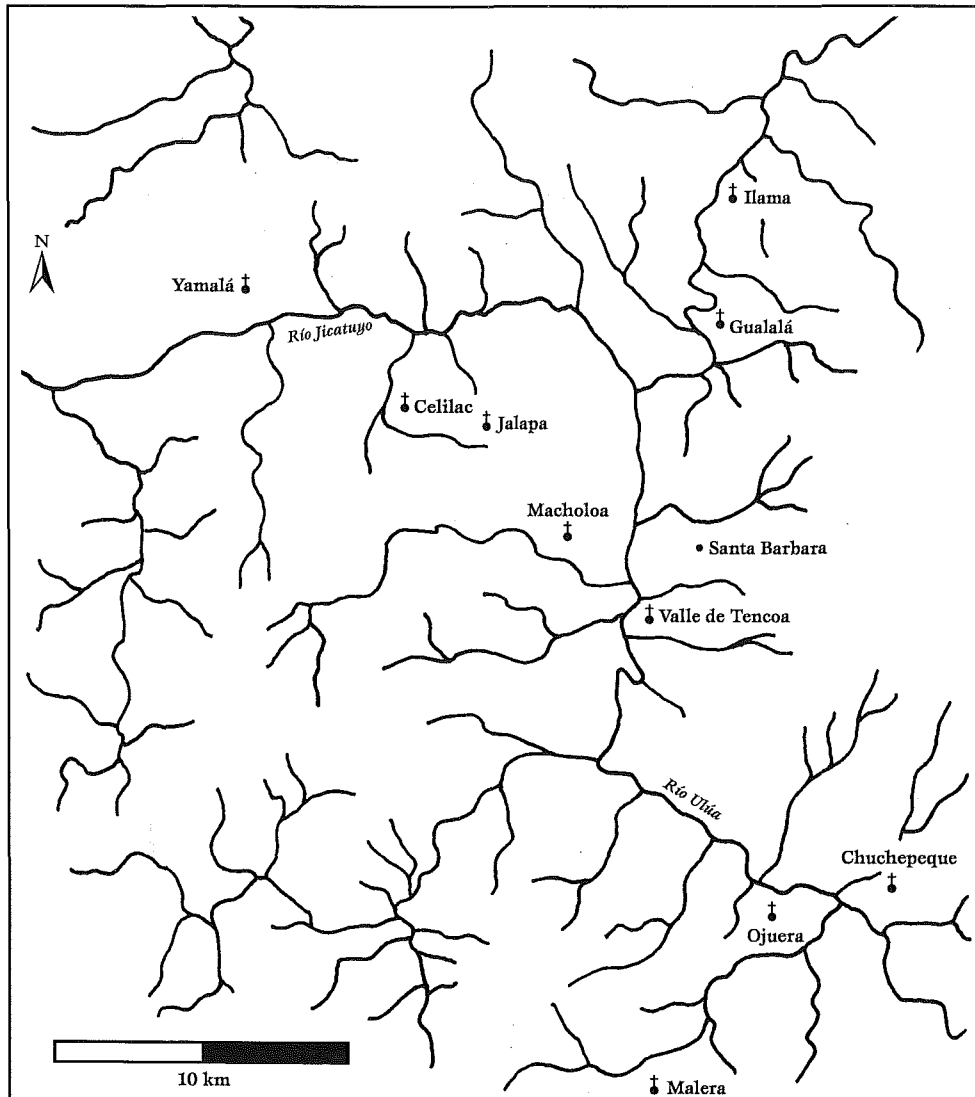 Ilama
N
Yamalá
Río Jicatuyo
Gualalá
Celilac
Jalapa
Macholoa
Santa Barbara
Valle de Tencoa
Río Ulúa
Chuchepeque
Ojuera
10 km
Malera